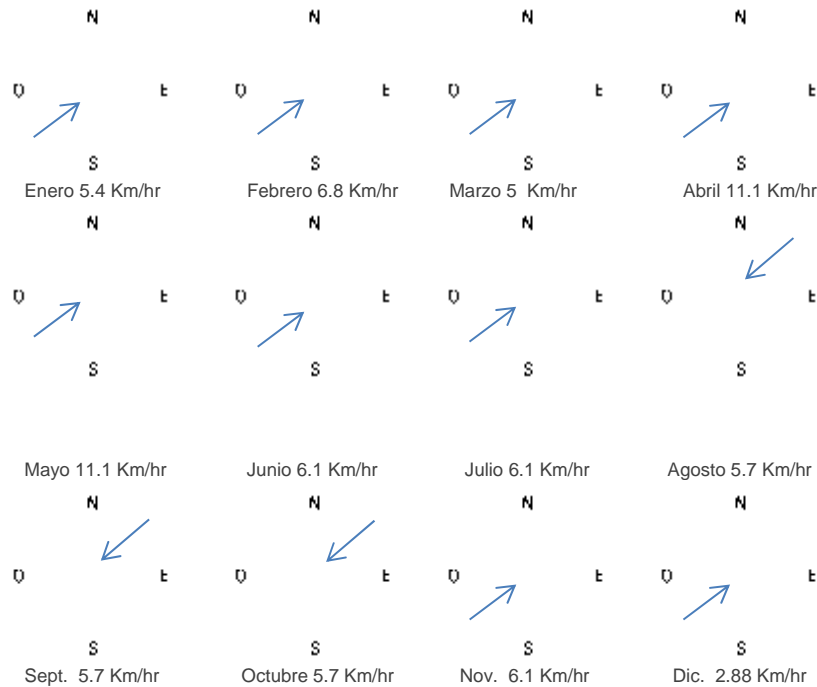 N N N N
O E O E O E O E
S S S S
Enero 5.4 Km/hr Febrero 6.8 Km/hr Marzo 5 Km/hr Abril 11.1 Km/hr
N N N N
O E O E O E O E
S S S S
Mayo 11.1 Km/hr Junio 6.1 Km/hr Julio 6.1 Km/hr Agosto 5.7 Km/hr
N N N N
O E O E O E O E
S S S S
Sept. 5.7 Km/hr Octubre 5.7 Km/hr Nov. 6.1 Km/hr Dic. 2.88 Km/hr